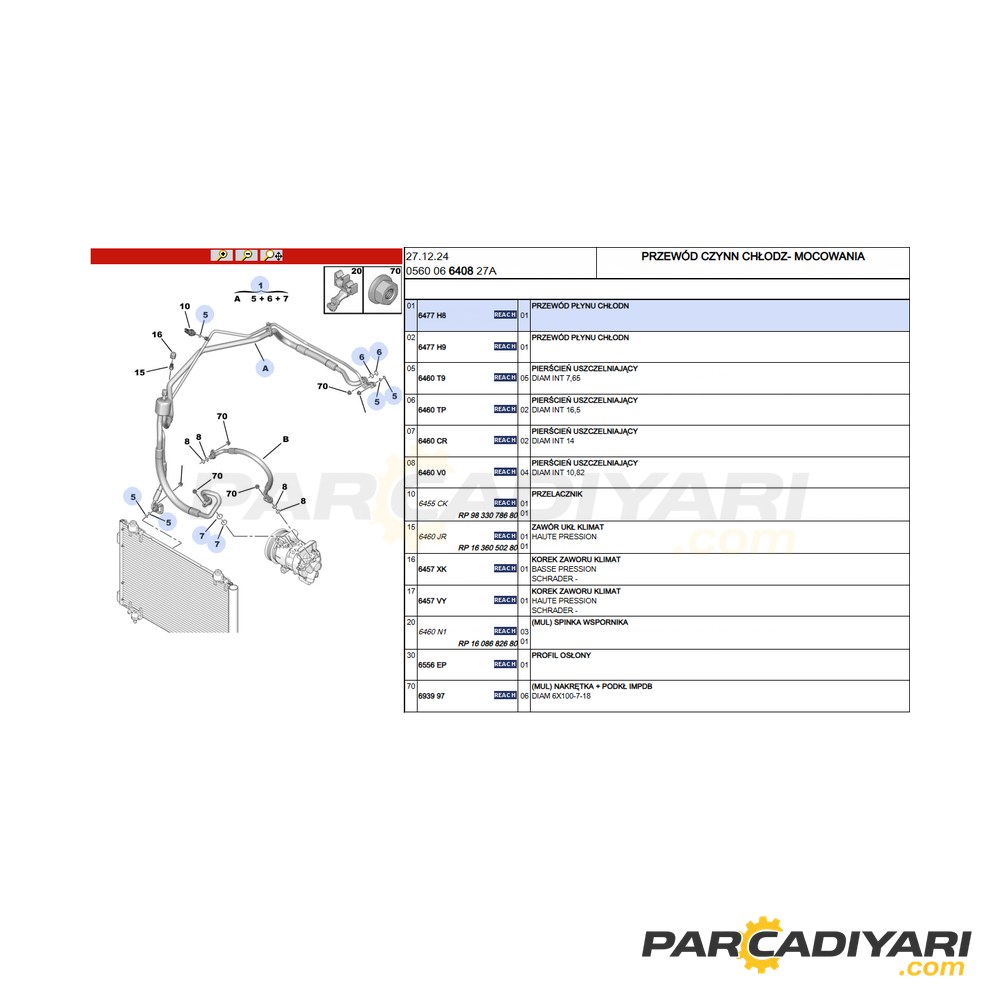 27.12.24
0560 06 6408 27A
PRZEWÓD CZYNN CHŁODZ- MOCOWANIA
01 6477 H8 REACH 01 PRZEWÓD PŁYNU CHŁODN
02 6477 H9 REACH 01 PRZEWÓD PŁYNU CHŁODN
05 6460 T9 REACH 05 PIERŚCIEŃ USZCZELNIAJĄCY
DIAM INT 7,65
06 6460 TP REACH 02 PIERŚCIEŃ USZCZELNIAJĄCY
DIAM INT 16,5
07 6460 CR REACH 02 PIERŚCIEŃ USZCZELNIAJĄCY
DIAM INT 14
08 6460 V0 REACH 04 PIERŚCIEŃ USZCZELNIAJĄCY
DIAM INT 10,82
10 6455 CK REACH 01 PRZELACZNIK
RP 98 330 786 80 01
15 6460 JR REACH 01 ZAWÓR UKŁ KLIMAT
HAUTE PRESSION
RP 16 360 502 80 01
16 6457 XK REACH 01 KOREK ZAWORU KLIMAT
BASSE PRESSION
SCHRADER -
17 6457 VY REACH 01 KOREK ZAWORU KLIMAT
HAUTE PRESSION
SCHRADER -
20 6460 N1 REACH 03 (MUL) SPINKA WSPORNIKA
RP 16 086 826 80 01
30 6556 EP REACH 01 PROFIL OSŁONY
70 6939 97 REACH 06 (MUL) NAKRĘTKA + PODKŁ IMPDB
DIAM 6X100-7-18
20 70
1
A 5 + 6 + 7
10 5
16
15
A
6 6
70
5 5
70
8 8
B
70
70
8
8
5
5
7
7
PARCADIYARI
.com
PARCADIYARI
.com